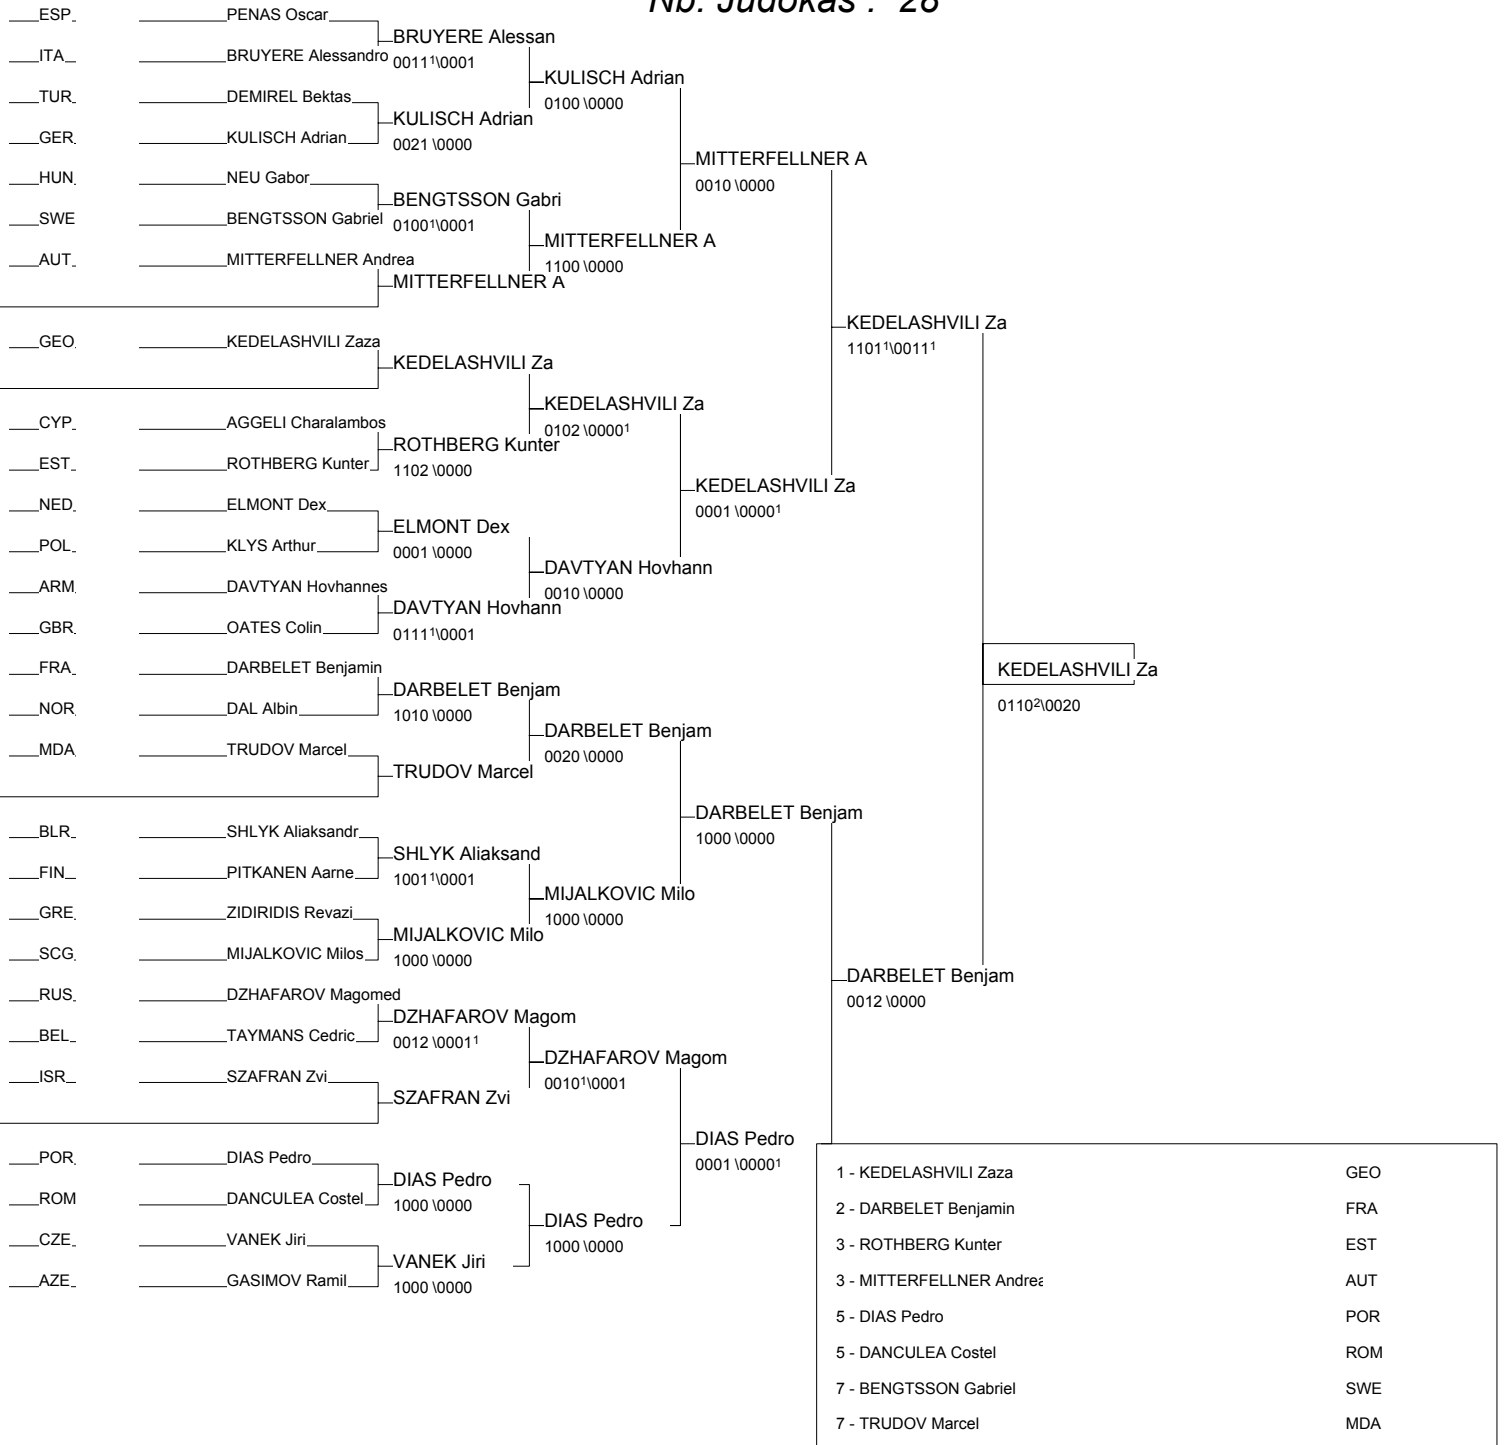 Nb. Judokas : 28
ESP PENAS Oscar
BRUYERE Alessan
ITA BRUYERE Alessandro
0011¹\0001
KULISCH Adrian
0100 \0000
TUR DEMIREL Bektas
KULISCH Adrian
GER KULISCH Adrian
0021 \0000
MITTERFELLNER A
0010 \0000
HUN NEU Gabor
BENGTSSON Gabri
SWE BENGTSSON Gabriel
0100¹\0001
MITTERFELLNER A
1100 \0000
AUT MITTERFELLNER Andrea
MITTERFELLNER A
KEDELASHVILI Za
1101¹\0011¹
GEO KEDELASHVILI Zaza
KEDELASHVILI Za
KEDELASHVILI Za
0102 \0000¹
CYP AGGELI Charalambos
ROTHBERG Kunter
EST ROTHBERG Kunter
1102 \0000
KEDELASHVILI Za
0001 \0000¹
NED ELMONT Dex
ELMONT Dex
POL KLYS Arthur
0001 \0000
DAVTYAN Hovhann
0010 \0000
ARM DAVTYAN Hovhannes
DAVTYAN Hovhann
GBR OATES Colin
0111¹\0001
KEDELASHVILI Za
0110²\0020
FRA DARBELET Benjamin
DARBELET Benjam
NOR DAL Albin
1010 \0000
DARBELET Benjam
0020 \0000
MDA TRUDOV Marcel
TRUDOV Marcel
DARBELET Benjam
1000 \0000
BLR SHLYK Aliaksandr
SHLYK Aliaksand
FIN PITKANEN Aarne
1001¹\0001
MIJALKOVIC Milo
1000 \0000
GRE ZIDIRIDIS Revazi
MIJALKOVIC Milo
SCG MIJALKOVIC Milos
1000 \0000
DARBELET Benjam
0012 \0000
RUS DZHAFAROV Magomed
DZHAFAROV Magom
BEL TAYMANS Cedric
0012 \0001¹
DZHAFAROV Magom
0010¹\0001
ISR SZAFRAN Zvi
SZAFRAN Zvi
DIAS Pedro
0001 \0000¹
POR DIAS Pedro
DIAS Pedro
ROM DANCULEA Costel
1000 \0000
DIAS Pedro
1000 \0000
CZE VANEK Jiri
VANEK Jiri
AZE GASIMOV Ramil
1000 \0000
1 - KEDELASHVILI Zaza GEO
2 - DARBELET Benjamin FRA
3 - ROTHBERG Kunter EST
3 - MITTERFELLNER Andrea AUT
5 - DIAS Pedro POR
5 - DANCULEA Costel ROM
7 - BENGTSSON Gabriel SWE
7 - TRUDOV Marcel MDA